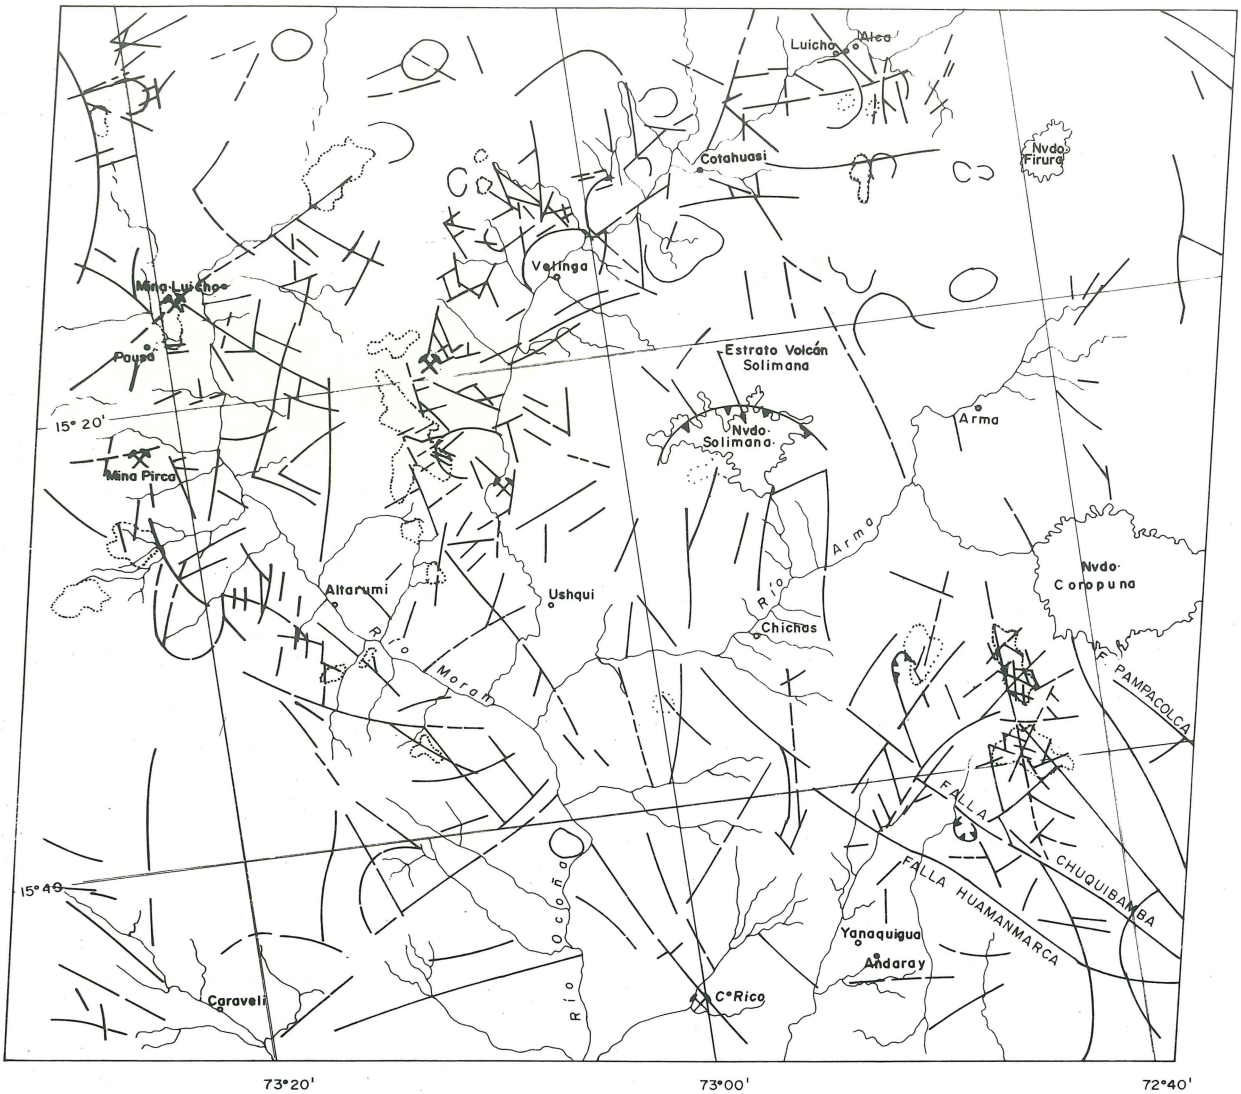 Luicho
Alca
Cotahuasi
Nvdo.
Firura
Velinga
Mina Luicho
Pausa
Estrato Volcán
Solimana
15° 20'
Arma
Nvdo.
Solimana
Mina Pirca
Río Arma
Nvdo.
Coropuna
Altarumi
Ushqui
Chichas
Río Moran
F. PAMPACOLCA
FALLA CHUQUIBAMBA
FALLA HUAMANMARCA
15° 40
Río Ocoña
Yanaquigua
Andaray
Caraveli
C° Rico
73°20'
73°00'
72°40'